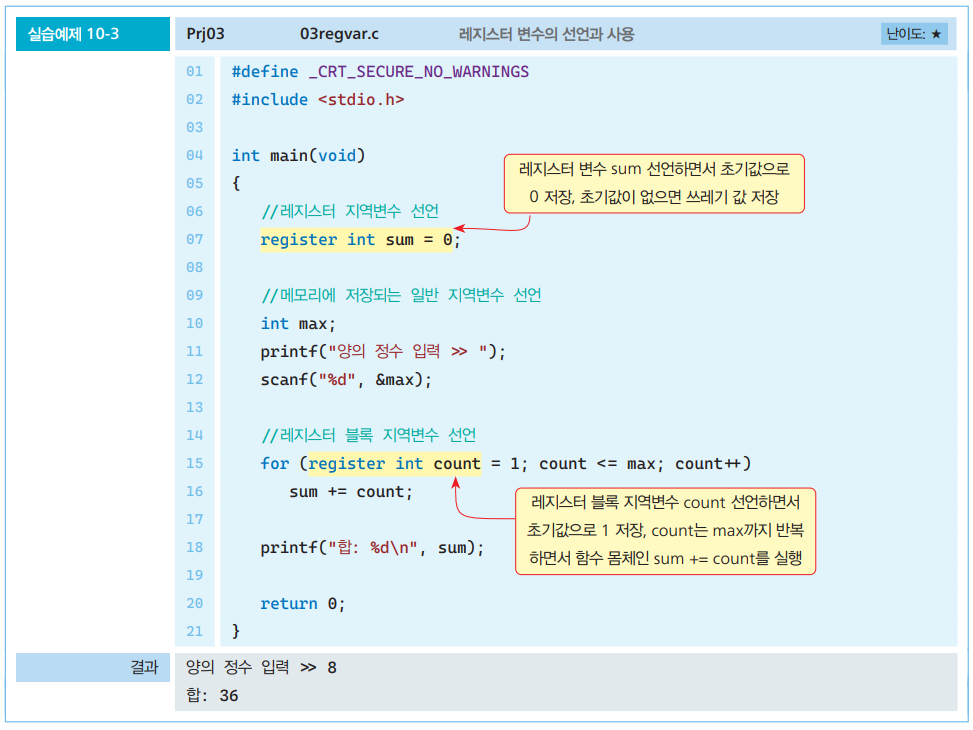 실습예제 10-3 Prj03 03regvar.c 레지스터 변수의 선언과 사용 난이도: ★
01 #define _CRT_SECURE_NO_WARNINGS
02 #include <stdio.h>
03
04 int main(void)
05 {
레지스터 변수 sum 선언하면서 초기값으로
0 저장, 초기값이 없으면 쓰레기 값 저장
06 //레지스터 지역변수 선언
07 register int sum = 0;
08
09 //메모리에 저장되는 일반 지역변수 선언
10 int max;
11 printf("양의 정수 입력 >> ");
12 scanf("%d", &max);
13
14 //레지스터 블록 지역변수 선언
15 for (register int count = 1; count <= max; count++)
16 sum += count;
레지스터 블록 지역변수 count 선언하면서
초기값으로 1 저장, count는 max까지 반복
하면서 함수 몸체인 sum += count를 실행
17
18 printf("합: %d\n", sum);
19
20 return 0;
21 }
결과 양의 정수 입력 >> 8
합: 36